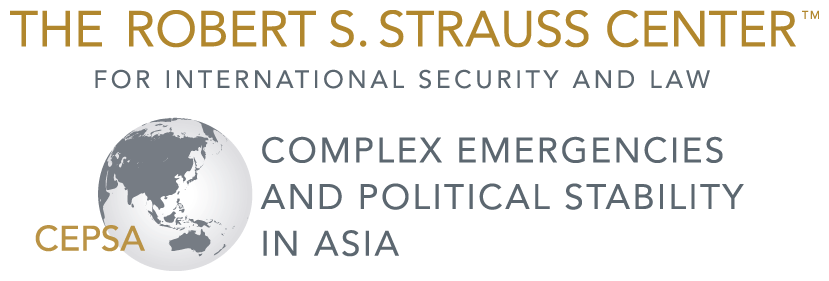 THE ROBERT S. STRAUSS CENTER™
FOR INTERNATIONAL SECURITY AND LAW
COMPLEX EMERGENCIES
AND POLITICAL STABILITY
IN ASIA
CEPSA